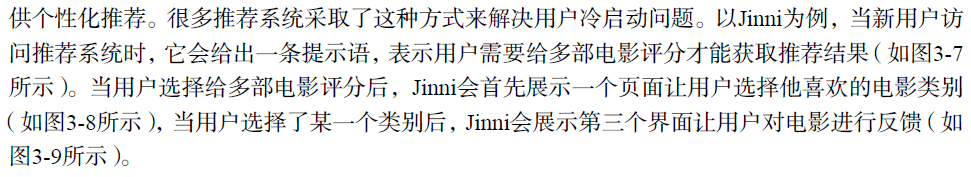 供个性化推荐。很多推荐系统采取了这种方式来解决用户冷启动问题。以Jinni为例，当新用户访
问推荐系统时，它会给出一条提示语，表示用户需要给多部电影评分才能获取推荐结果（如图3-7
所示）。当用户选择给多部电影评分后，Jinni会首先展示一个页面让用户选择他喜欢的电影类别
（如图3-8所示），当用户选择了某一个类别后，Jinni会展示第三个界面让用户对电影进行反馈（如
图3-9所示）。